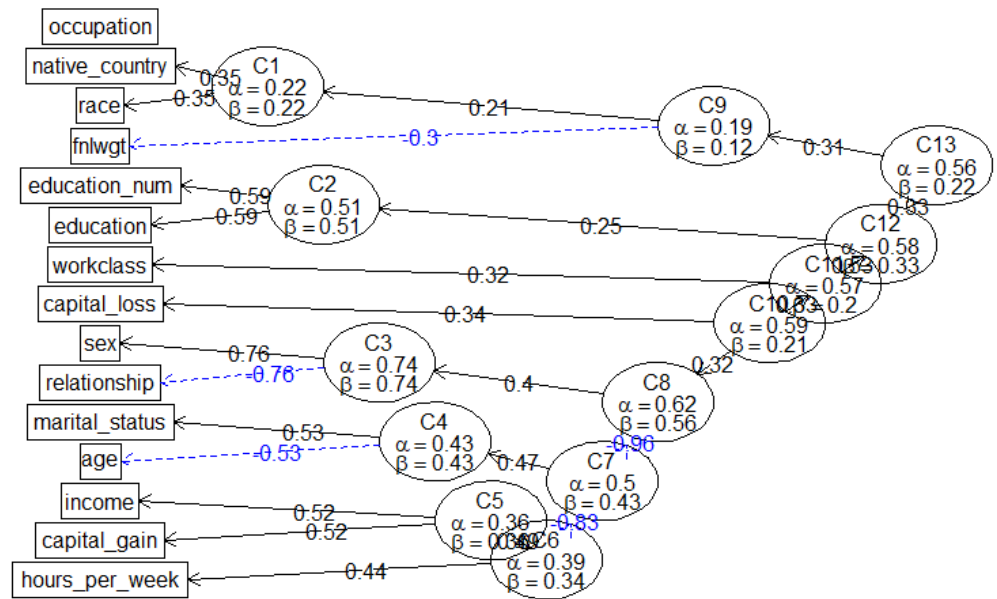 occupation
native_country
race
fnlwgt
education_num
education
workclass
capital_loss
sex
relationship
marital_status
age
income
capital_gain
hours_per_week
C1
α = 0.22
β = 0.22
0.35
0.35
C9
α = 0.19
β = 0.12
0.21
-0.3
C13
α = 0.56
β = 0.22
0.31
C2
α = 0.51
β = 0.51
0.59
0.59
0.25
C12
α = 0.58
0.33
α = 0.57
0.32
0.34
α = 0.59
β = 0.21
0.32
C3
α = 0.74
β = 0.74
0.76
-0.76
0.4
C8
α = 0.62
β = 0.56
C4
α = 0.43
β = 0.43
0.53
-0.53
0.47
-0.96
C7
α = 0.5
β = 0.43
C5
α = 0.36
0.52
0.52
-0.83
C6
α = 0.39
β = 0.34
0.44